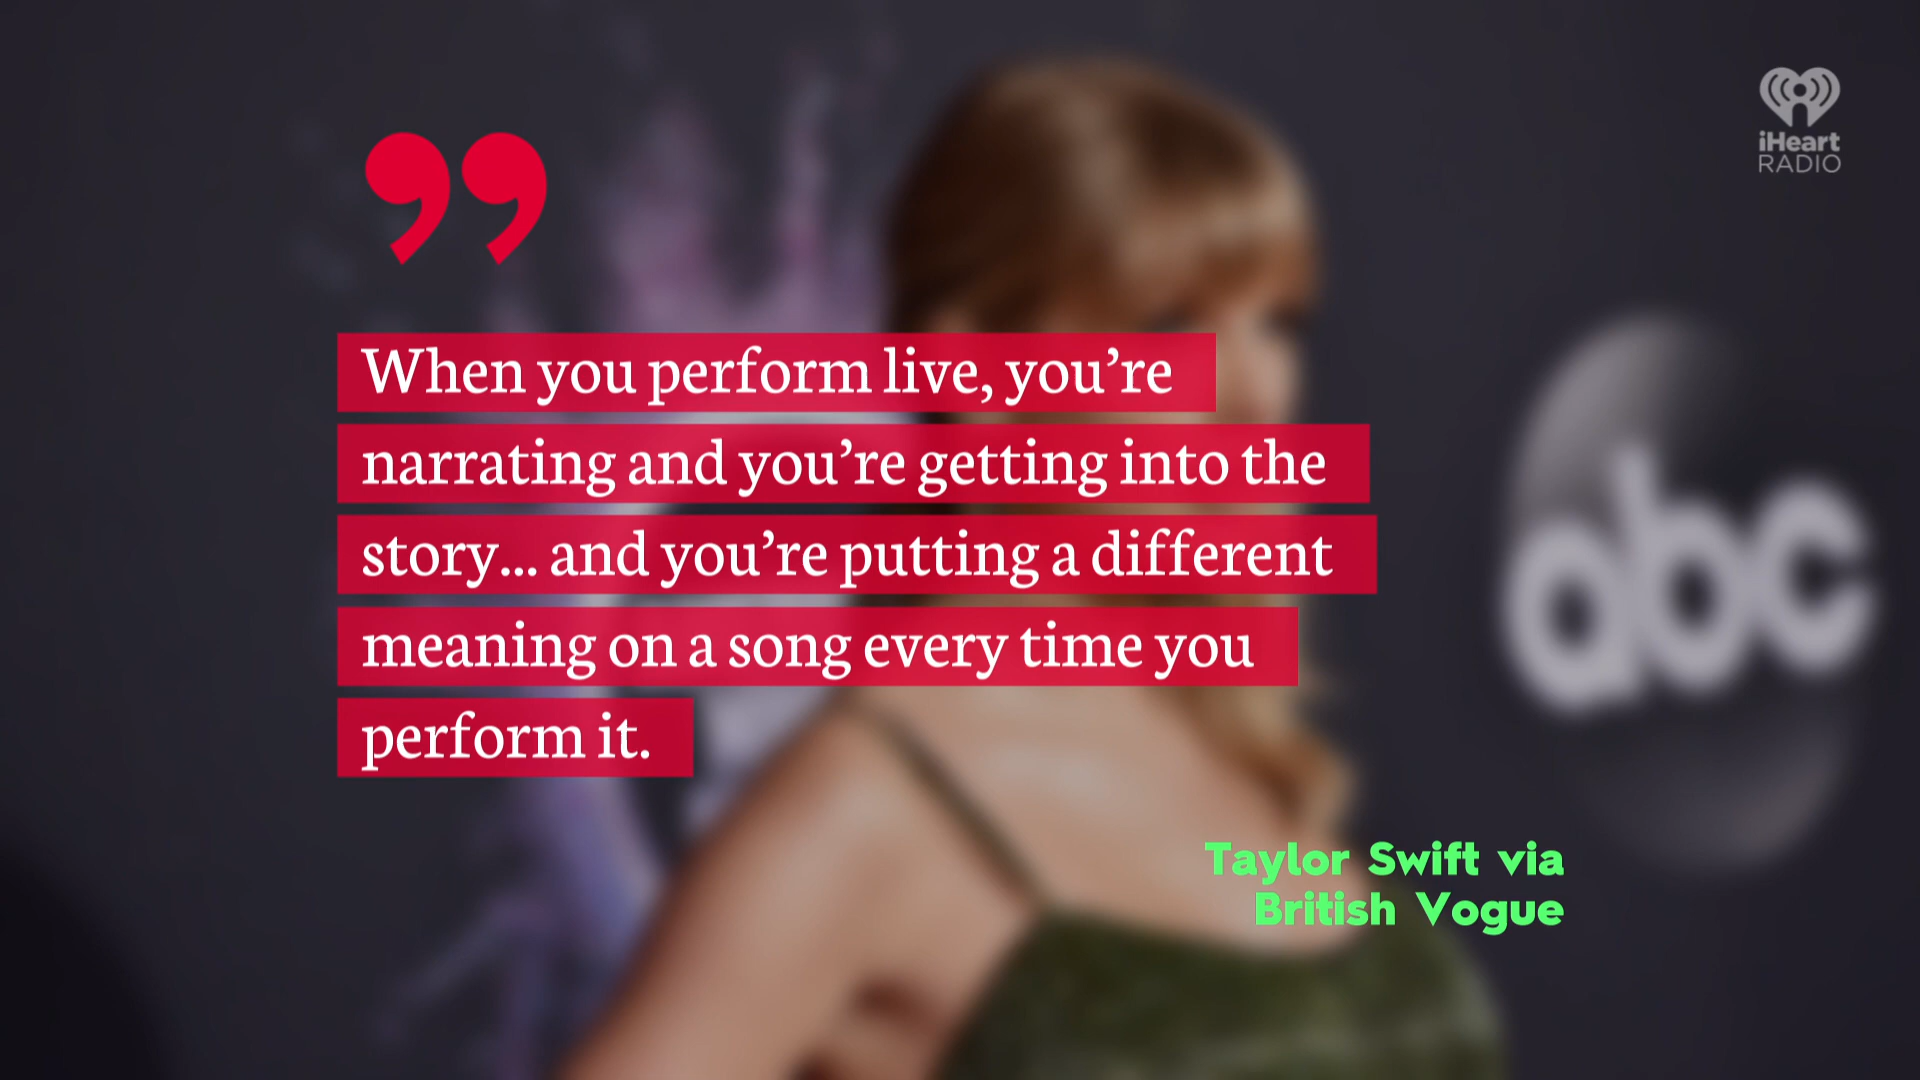 iHeart
RADIO
”
When you perform live, you’re
narrating and you’re getting into the
story... and you’re putting a different
meaning on a song every time you
perform it.
abc
Taylor Swift via
British Vogue